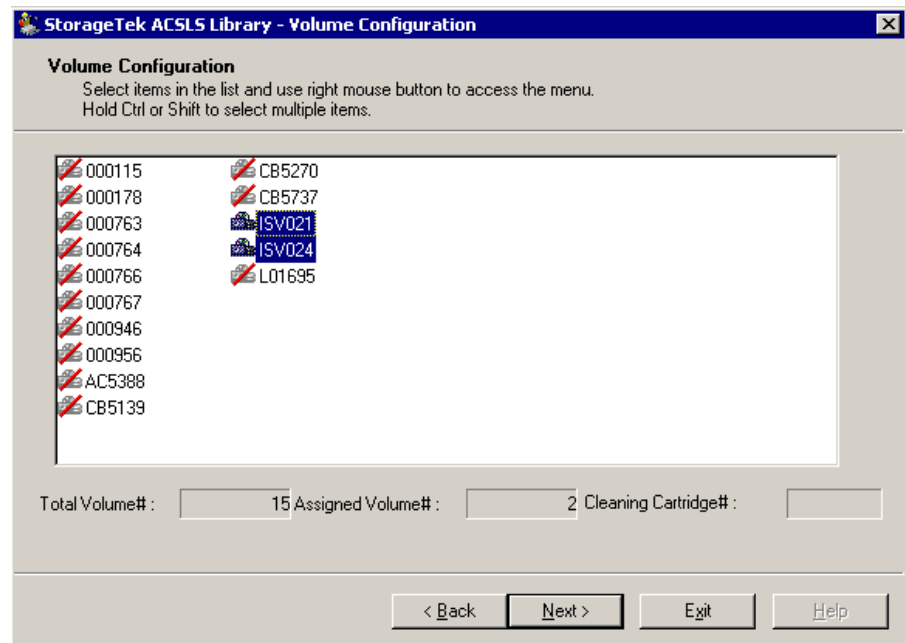 StorageTek ACSLS Library - Volume Configuration
Volume Configuration
Select items in the list and use right mouse button to access the menu.
Hold Ctrl or Shift to select multiple items.
000115
000178
000763
000764
000766
000767
000946
000956
AC5388
CB5139
CB5270
CB5737
ISV021
ISV024
L01695
Total Volume# : 15 Assigned Volume# : 2 Cleaning Cartridge# :
< Back Next > Exit Help